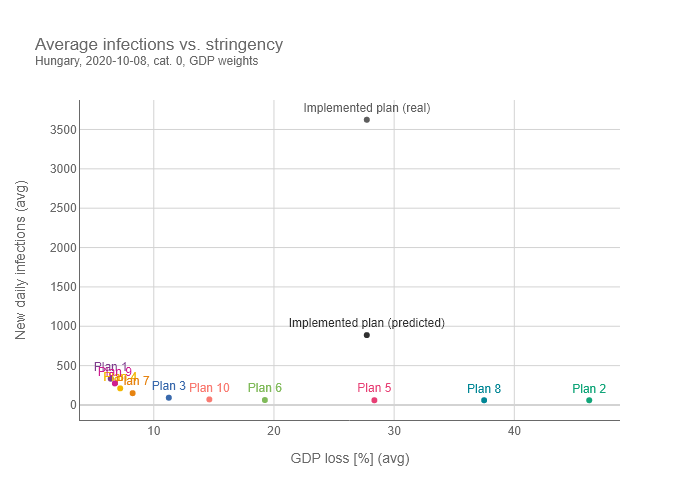 Average infections vs. stringency
Hungary, 2020-10-08, cat. 0, GDP weights
Implemented plan (real)
3500
3000
2500
2000
1500
1000
500
0
New daily infections (avg)
Implemented plan (predicted)
Plan 1
Plan 9
Plan 7
Plan 3
Plan 10
Plan 6
Plan 5
Plan 8
Plan 2
10
20
30
40
GDP loss [%] (avg)